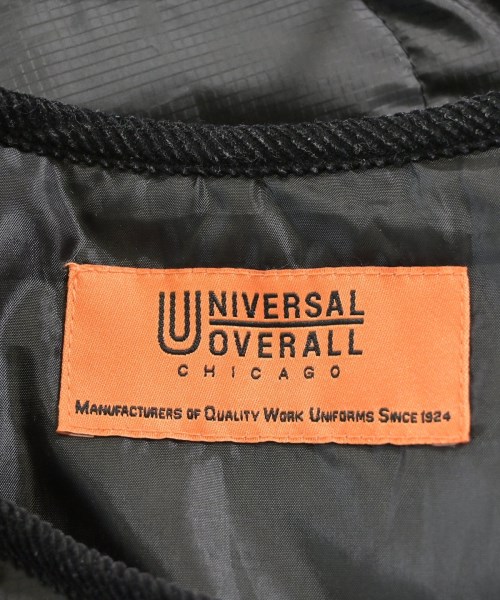 UNIVERSAL
OVERALL
CHICAGO
MANUFACTURERS OF QUALITY WORK UNIFORMS SINCE 1924